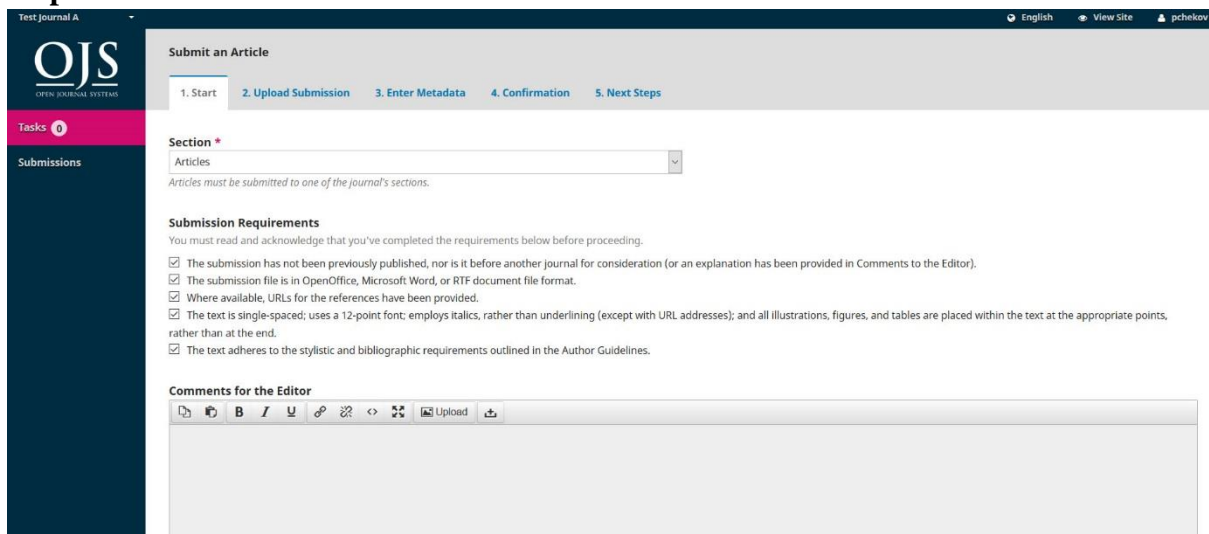 Test Journal A
English
View Site
pchekov
OJS
OPEN JOURNAL SYSTEMS
Tasks 0
Submissions
Submit an Article
1. Start 2. Upload Submission 3. Enter Metadata 4. Confirmation 5. Next Steps
Section *
Articles
Articles must be submitted to one of the journal's sections.
Submission Requirements
You must read and acknowledge that you've completed the requirements below before proceeding.
The submission has not been previously published, nor is it before another journal for consideration (or an explanation has been provided in Comments to the Editor).
The submission file is in OpenOffice, Microsoft Word, or RTF document file format.
Where available, URLs for the references have been provided.
The text is single-spaced; uses a 12-point font; employs italics, rather than underlining (except with URL addresses); and all illustrations, figures, and tables are placed within the text at the appropriate points,
rather than at the end.
The text adheres to the stylistic and bibliographic requirements outlined in the Author Guidelines.
Comments for the Editor
B I U Upload